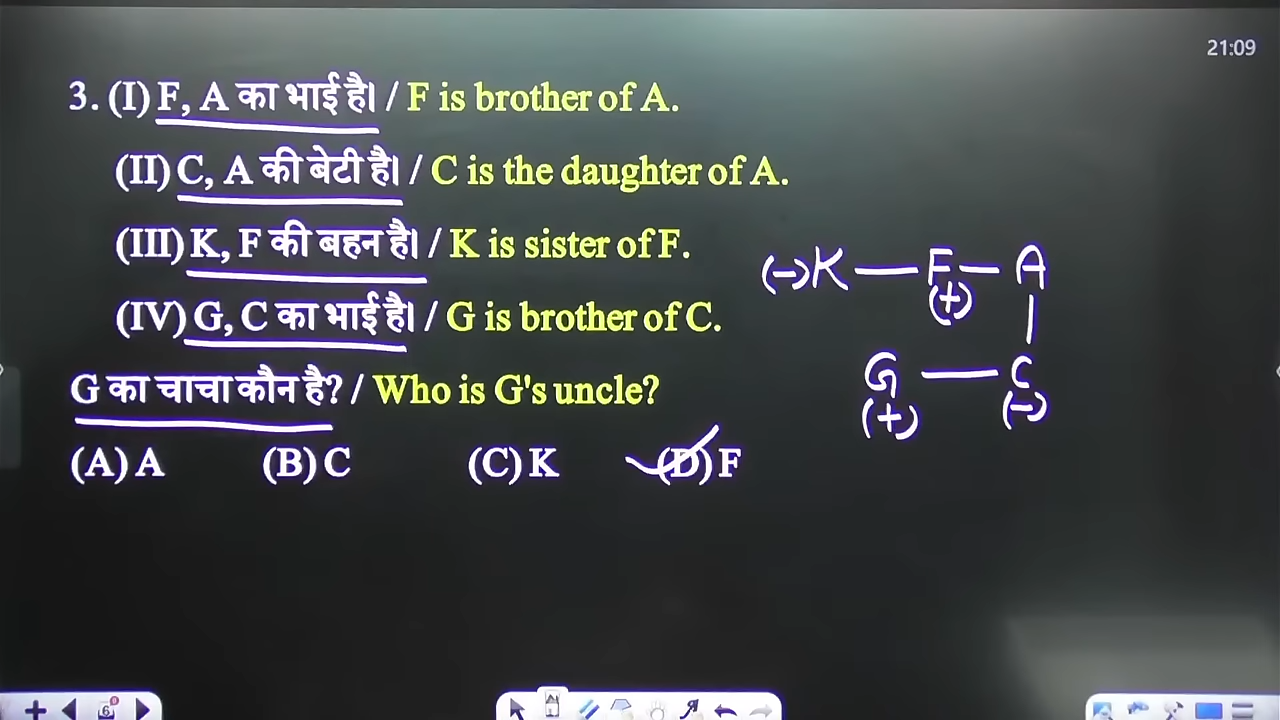 21:09
3. (I) F, A का भाई है। / F is brother of A.
(II) C, A की बेटी है। / C is the daughter of A.
(III) K, F की बहन है। / K is sister of F.
(IV) G, C का भाई है। / G is brother of C.
G का चाचा कौन है? / Who is G's uncle?
(A) A (B) C (C) K (D) F
(-) K — F — A
(+)
G — C
(+) (-)
6